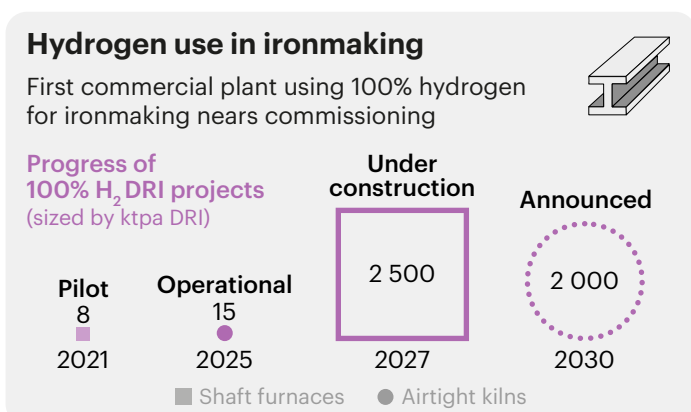 Hydrogen use in ironmaking
First commercial plant using 100% hydrogen
for ironmaking nears commissioning
Progress of
100% H₂ DRI projects
(sized by ktpa DRI)
Pilot
8
2021
Operational
15
2025
Under
construction
2 500
2027
Announced
2 000
2030
Shaft furnaces
Airtight kilns